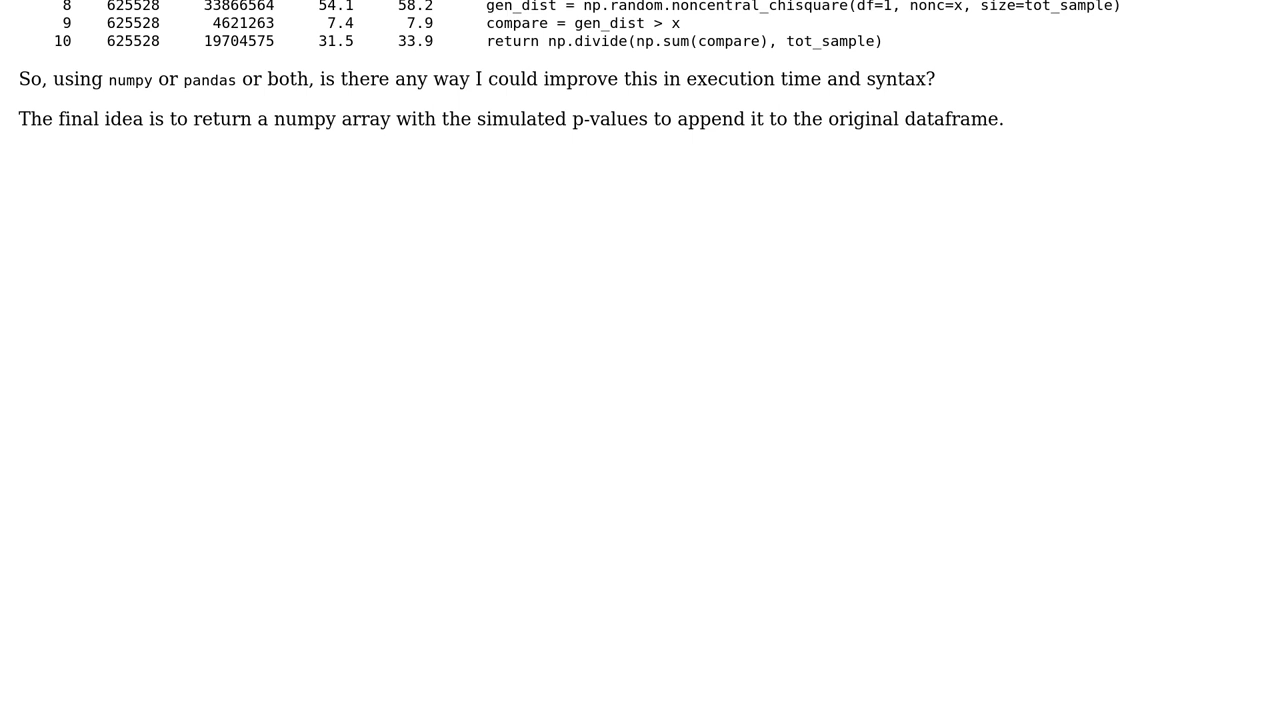 8 625528 33866564 54.1 58.2 gen_dist = np.random.noncentral_chisquare(df=1, nonc=x, size=tot_sample)
9 625528 4621263 7.4 7.9 compare = gen_dist > x
10 625528 19704575 31.5 33.9 return np.divide(np.sum(compare), tot_sample)
So, using numpy or pandas or both, is there any way I could improve this in execution time and syntax?
The final idea is to return a numpy array with the simulated p-values to append it to the original dataframe.